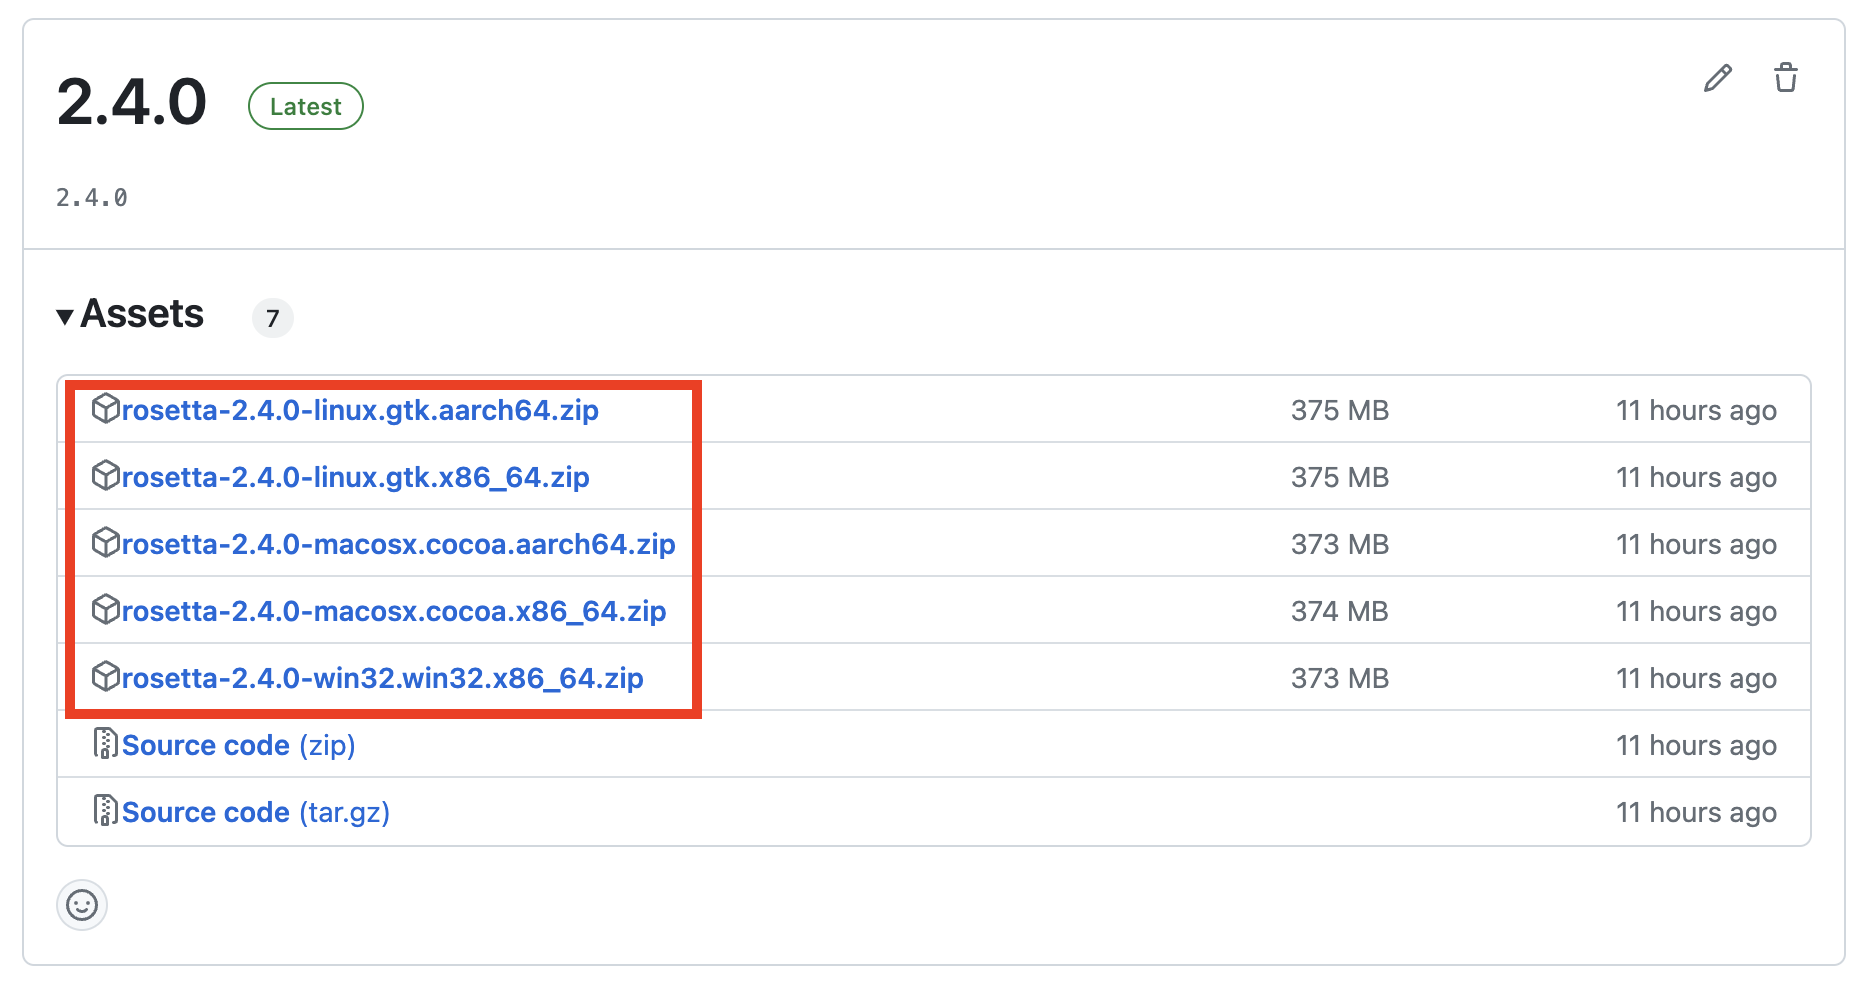 2.4.0 Latest
2.4.0
Assets 7
rosetta-2.4.0-linux.gtk.aarch64.zip 375 MB 11 hours ago
rosetta-2.4.0-linux.gtk.x86_64.zip 375 MB 11 hours ago
rosetta-2.4.0-macosx.cocoa.aarch64.zip 373 MB 11 hours ago
rosetta-2.4.0-macosx.cocoa.x86_64.zip 374 MB 11 hours ago
rosetta-2.4.0-win32.win32.x86_64.zip 373 MB 11 hours ago
Source code (zip) 11 hours ago
Source code (tar.gz) 11 hours ago